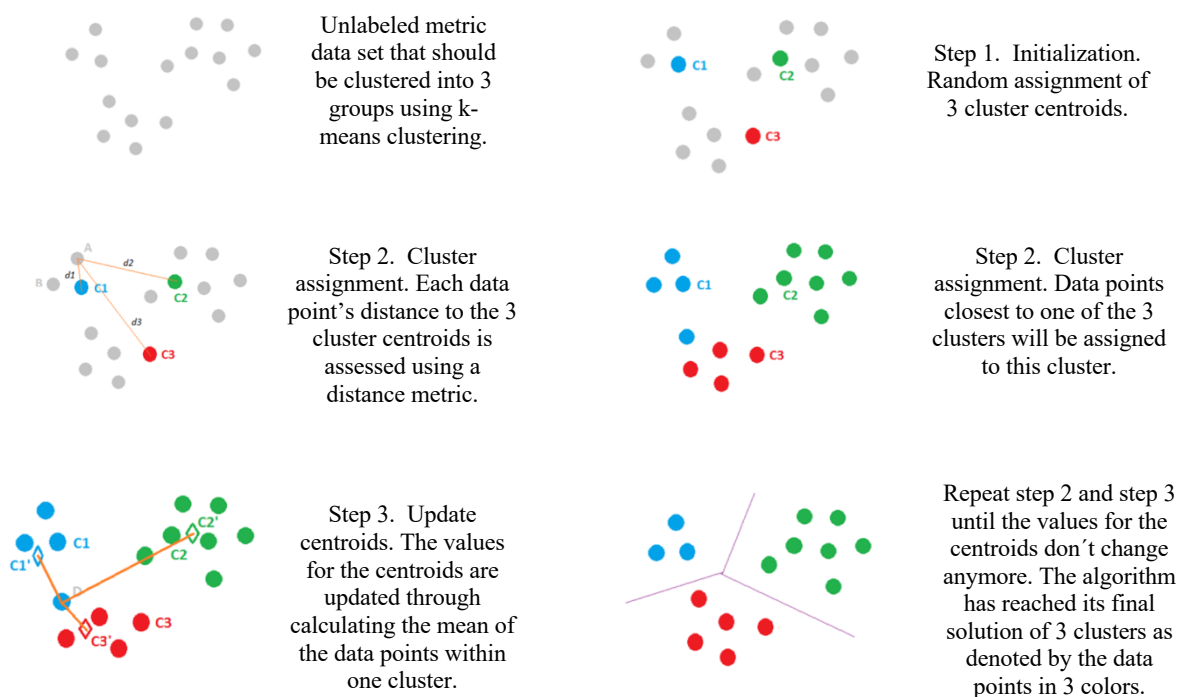 Unlabeled metric
data set that should
be clustered into 3
groups using k-
means clustering.
C1
C2
C3
Step 1.  Initialization.
Random assignment of
3 cluster centroids.
A
B
d1
d2
d3
C1
C2
C3
Step 2.  Cluster
assignment. Each data
point’s distance to the 3
cluster centroids is
assessed using a
distance metric.
C1
C2
C3
Step 2.  Cluster
assignment. Data points
closest to one of the 3
clusters will be assigned
to this cluster.
C1
C1'
C2'
C2
D
C3
C3'
Step 3.  Update
centroids. The values
for the centroids are
updated through
calculating the mean of
the data points within
one cluster.
Repeat step 2 and step 3
until the values for the
centroids don´t change
anymore. The algorithm
has reached its final
solution of 3 clusters as
denoted by the data
points in 3 colors.